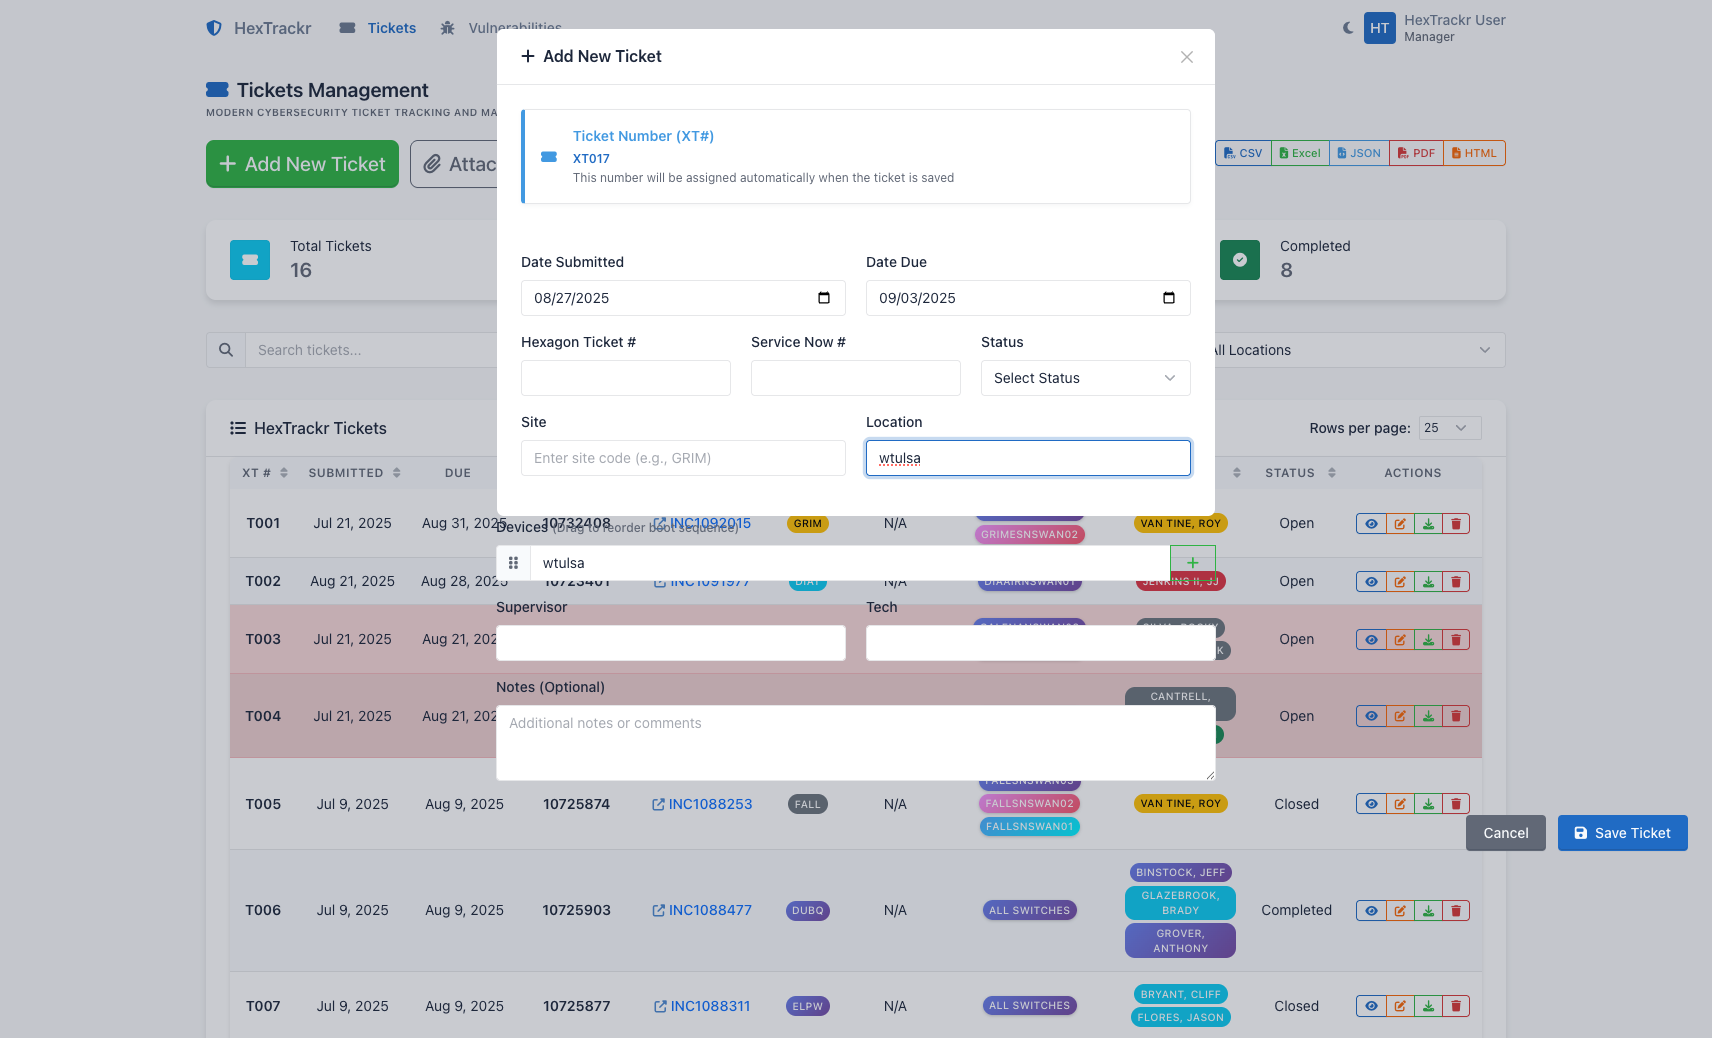 HexTrackr
Tickets
Vulnerabilities
HT
HexTrackr User
Manager
Tickets Management
MODERN CYBERSECURITY TICKET TRACKING AND MA
Add New Ticket
Attac
CSV
Excel
JSON
PDF
HTML
Total Tickets
16
Completed
8
Search tickets...
All Locations
HexTrackr Tickets
Rows per page:
25
Add New Ticket
Ticket Number (XT#)
XT017
This number will be assigned automatically when the ticket is saved
Date Submitted
Date Due
08/27/2025
09/03/2025
Hexagon Ticket #
Service Now #
Status
Select Status
Site
Location
Enter site code (e.g., GRIM)
wtulsa
Devices (Drag to reorder boot sequence)
wtulsa
Supervisor
Tech
Notes (Optional)
Additional notes or comments
Cancel
Save Ticket
XT #
SUBMITTED
DUE
STATUS
ACTIONS
T001
Jul 21, 2025
Aug 31, 2025
10732408
INC1092015
GRIM
N/A
GRIMESNSWAN02
VAN TINE, ROY
Open
T002
Aug 21, 2025
Aug 28, 2025
10723401
INC1091977
N/A
JENKINS II, JJ
Open
T003
Jul 21, 2025
Aug 21, 202
K
Open
T004
Jul 21, 2025
Aug 21, 202
CANTRELL,
Open
T005
Jul 9, 2025
Aug 9, 2025
10725874
INC1088253
FALL
N/A
FALLSNSWAN03
FALLSNSWAN02
FALLSNSWAN01
VAN TINE, ROY
Closed
T006
Jul 9, 2025
Aug 9, 2025
10725903
INC1088477
DUBQ
N/A
ALL SWITCHES
BINSTOCK, JEFF
GLAZEBROOK,
BRADY
GROVER,
ANTHONY
Completed
T007
Jul 9, 2025
Aug 9, 2025
10725877
INC1088311
ELPW
N/A
ALL SWITCHES
BRYANT, CLIFF
FLORES, JASON
Closed